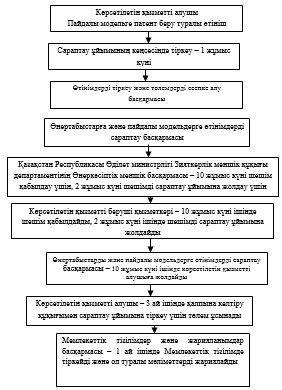 Көрсетілетін қызметті алушы
Пайдалы модельге патент беру туралы өтініш
Сараптау ұйымының кеңсесінде тіркеу – 1 жұмыс
күні
Өтінімдерді тіркеу және төлемдерді есепке алу
басқармасы
Өнертабыстарға және пайдалы модельдерге өтінімдерді
сараптау басқармасы
Қазақстан Республикасы Әділет министрлігі Зияткерлік меншік құқығы
департаментінің Өнеркәсіптік меншік басқармасы – 10 жұмыс күні шешім
қабылдау үшін, 2 жұмыс күні шешімді сараптау ұйымына жолдау үшін
Көрсетілетін қызметті беруші қызметкері – 10 жұмыс күні ішінде
шешім қабылдайды, 2 жұмыс күні ішінде шешімді сараптау ұйымына
жолдайды
Өнертабыстарды және пайдалы модельдерге өтінімдерді сараптау
басқармасы – 10 жұмыс күні ішінде көрсетілетін қызметті
алушыға жолдайды
Көрсетілетін қызметті алушы – 3 ай ішінде қалпына келтіру
құқығымен сараптау ұйымына тіркеу үшін төлем ұсынады
Мемлекеттік тізілімдер және жарияланымдар
басқармасы – 1 ай ішінде Мемлекеттік тізілімде
тіркейді және ол туралы мәліметтерді жариялайды